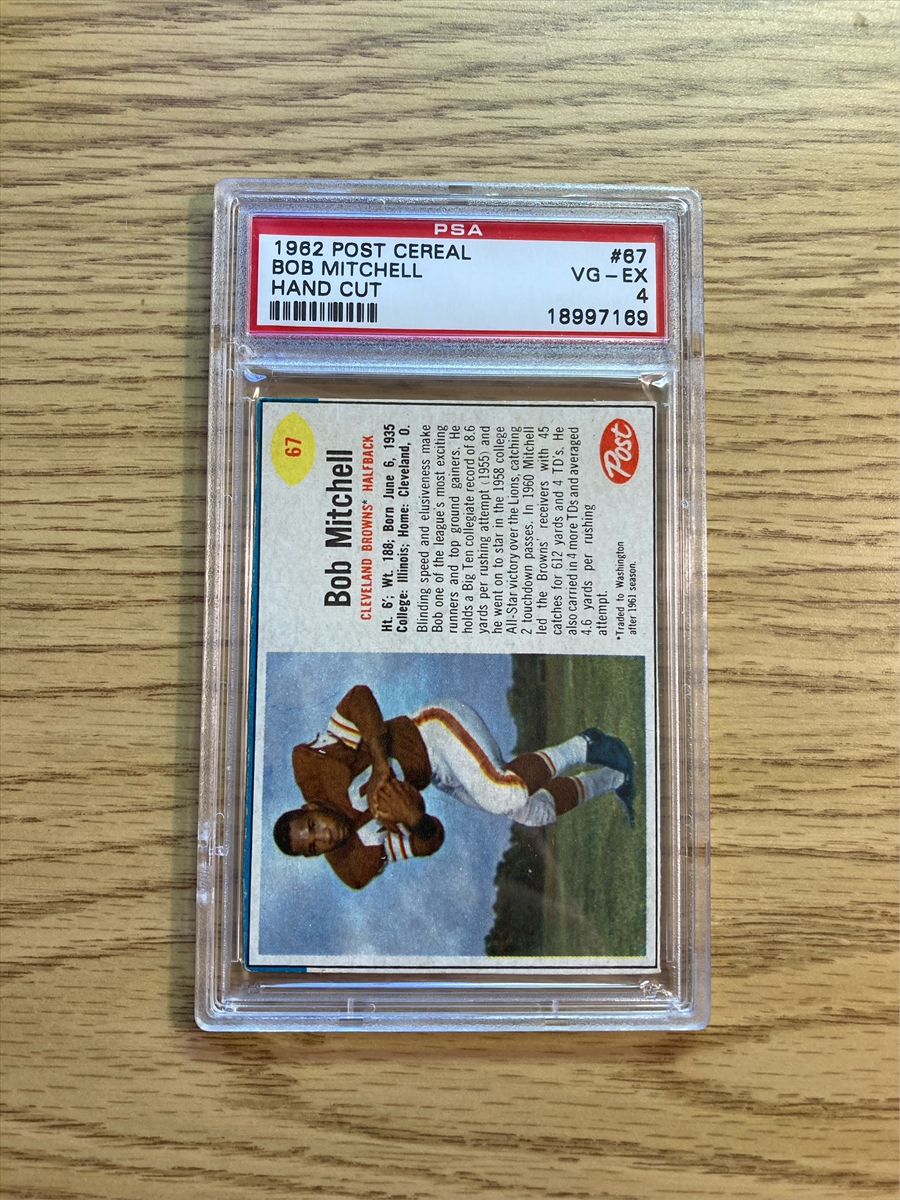 PSA
1962 POST CEREAL #67
BOB MITCHELL VG-EX
HAND CUT 4
18997169
67
Bob Mitchell
CLEVELAND BROWNS* HALFBACK
Ht. 6'; Wt. 188; Born June 6, 1935
College: Illinois; Home: Cleveland, O.
Blinding speed and elusiveness make
Bob one of the league's most exciting
runners and top ground gainers. He
holds a Big Ten collegiate record of 8.6
yards per rushing attempt (1955) and
he went on to star in the 1958 college
All-Star victory over the Lions, catching
2 touchdown passes. In 1960 Mitchell
led the Browns' receivers with 45
catches for 612 yards and 4 TD's. He
also carried in 4 more TDs and averaged
4.6 yards per rushing
attempt.
*Traded to Washington
after 1961 season.
Post